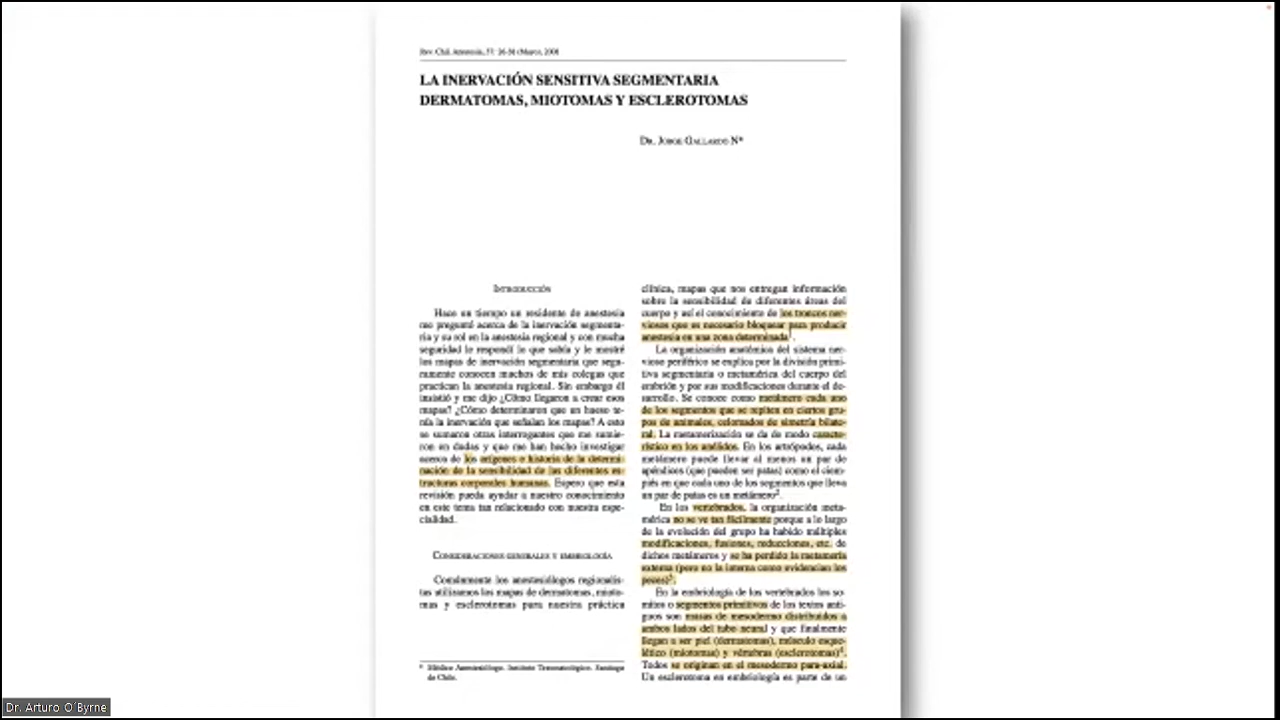 Rev. Chil. Anestesia, 37: 26-38 (Marzo, 2008)
LA INERVACIÓN SENSITIVA SEGMENTARIA
DERMATOMAS, MIOTOMAS Y ESCLEROTOMAS
DR. JORGE GALLARDO N*
INTRODUCCIÓN
Hace un tiempo un residente de anestesia
me preguntó acerca de la inervación segmenta-
ria y su rol en la anestesia regional y con mucha
seguridad le respondí lo que sabía y le mostré
los mapas de inervación segmentaria que segu-
ramente conocen muchos de mis colegas que
practican la anestesia regional. Sin embargo él
insistió y me dijo ¿Cómo llegaron a crear esos
mapas? ¿Cómo determinaron que un hueso te-
nía la inervación que señalan los mapas? A esto
se sumaron otras interrogantes que me sumie-
ron en dudas y que me han hecho investigar
acerca de los orígenes e historia de la determi-
nación de la sensibilidad de las diferentes es-
tructuras corporales humanas. Espero que esta
revisión pueda ayudar a nuestro conocimiento
en este tema tan relacionado con nuestra espe-
cialidad.
CONSIDERACIONES GENERALES Y EMBRIOLOGÍA
Comúnmente los anestesiólogos regionalis-
tas utilizamos los mapas de dermatomas, mioto-
mas y esclerotomas para nuestra práctica
* Médico Anestesiólogo. Instituto Traumatológico. Santiago
de Chile.
clínica, mapas que nos entregan información
sobre la sensibilidad de diferentes áreas del
cuerpo y así el conocimiento de los troncos ner-
viosos que es necesario bloquear para producir
anestesia en una zona determinada1.
La organización anatómica del sistema ner-
vioso periférico se explica por la división primi-
tiva segmentaria o metamérica del cuerpo del
embrión y por sus modificaciones durante el de-
sarrollo. Se conoce como metámero cada uno
de los segmentos que se repiten en ciertos gru-
pos de animales, celomados de simetría bilate-
ral. La metamerización se da de modo caracte-
rístico en los anélidos. En los artrópodos, cada
metámero puede llevar al menos un par de
apéndices (que pueden ser patas) como el ciem-
piés en que cada uno de los segmentos que lleva
un par de patas es un metámero2.
En los vertebrados, la organización meta-
mérica no se ve tan fácilmente porque a lo largo
de la evolución del grupo ha habido múltiples
modificaciones, fusiones, reducciones, etc. de
dichos metámeros y se ha perdido la metamería
externa (pero no la interna como evidencian los
peces)3.
En la embriología de los vertebrados los so-
mitos o segmentos primitivos de los textos anti-
guos son masas de mesodermo distribuidos a
ambos lados del tubo neural y que finalmente
llegan a ser piel (dermatomas), músculo esque-
lético (miotomas) y vértebras (esclerotomas)4.
Todos se originan en el mesodermo para-axial.
Un esclerotoma en embriología es parte de un
Dr. Arturo O´Byrne